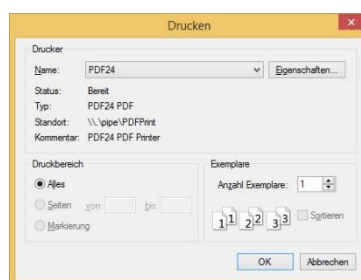 Drucken
Drucker
Name: PDF24 Eigenschaften...
Status: Bereit
Typ: PDF24 PDF
Standort: \\.\pipe\PDFPrint
Kommentar: PDF24 PDF Printer
Druckbereich
Alles
Seiten von: bis:
Markierung
Exemplare
Anzahl Exemplare: 1
1 1 2 2 3 3 Sortieren
OK Abbrechen